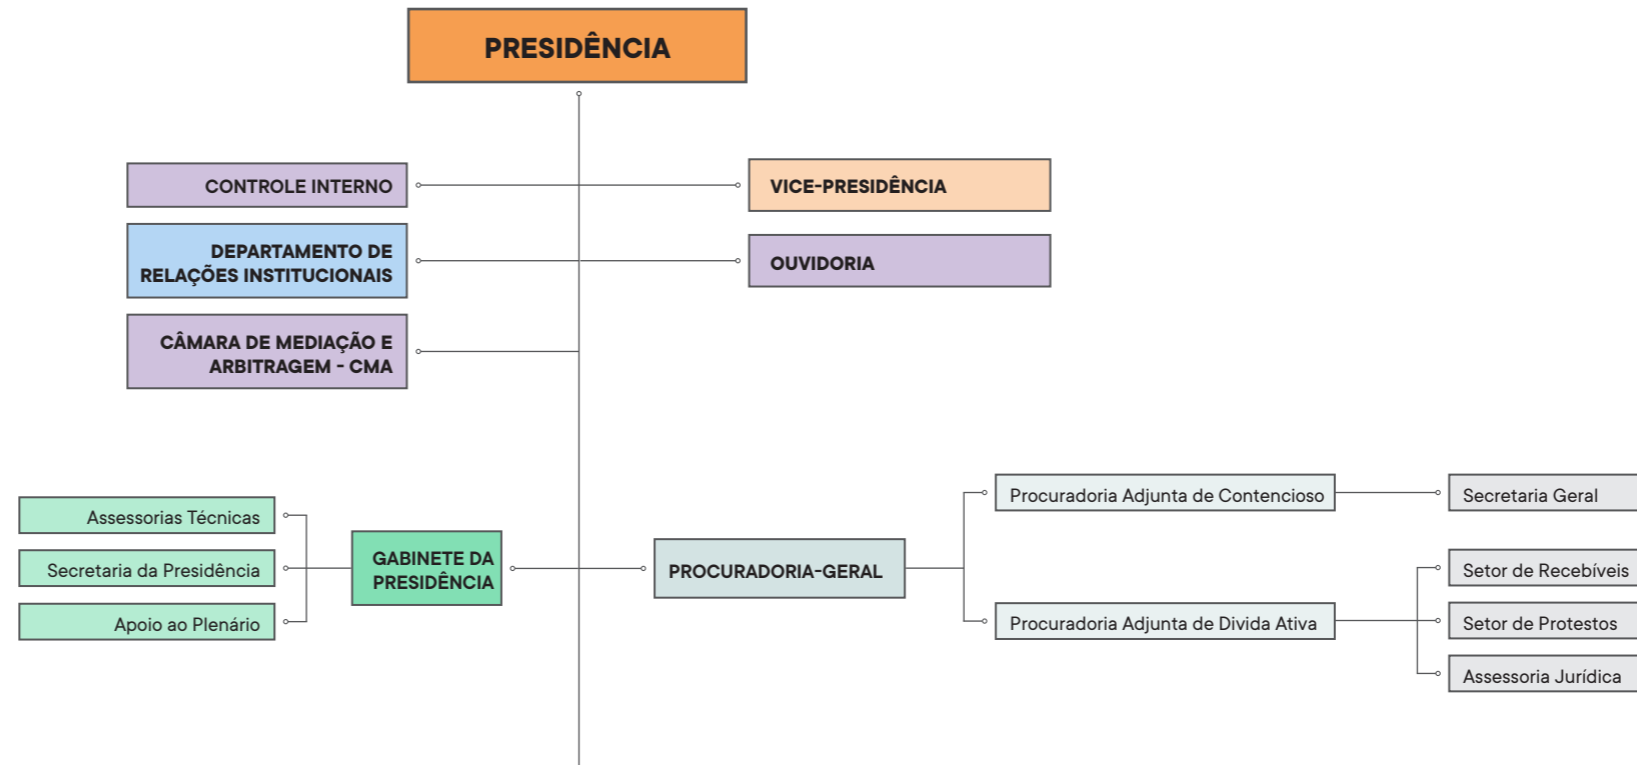 PRESIDÊNCIA
CONTROLE INTERNO
VICE-PRESIDÊNCIA
DEPARTAMENTO DE
RELAÇÕES INSTITUCIONAIS
OUVIDORIA
CÂMARA DE MEDIAÇÃO E
ARBITRAGEM - CMA
Assessorias Técnicas
Secretaria da Presidência
Apoio ao Plenário
GABINETE DA
PRESIDÊNCIA
PROCURADORIA-GERAL
Procuradoria Adjunta de Contencioso
Secretaria Geral
Procuradoria Adjunta de Divida Ativa
Setor de Recebíveis
Setor de Protestos
Assessoria Jurídica